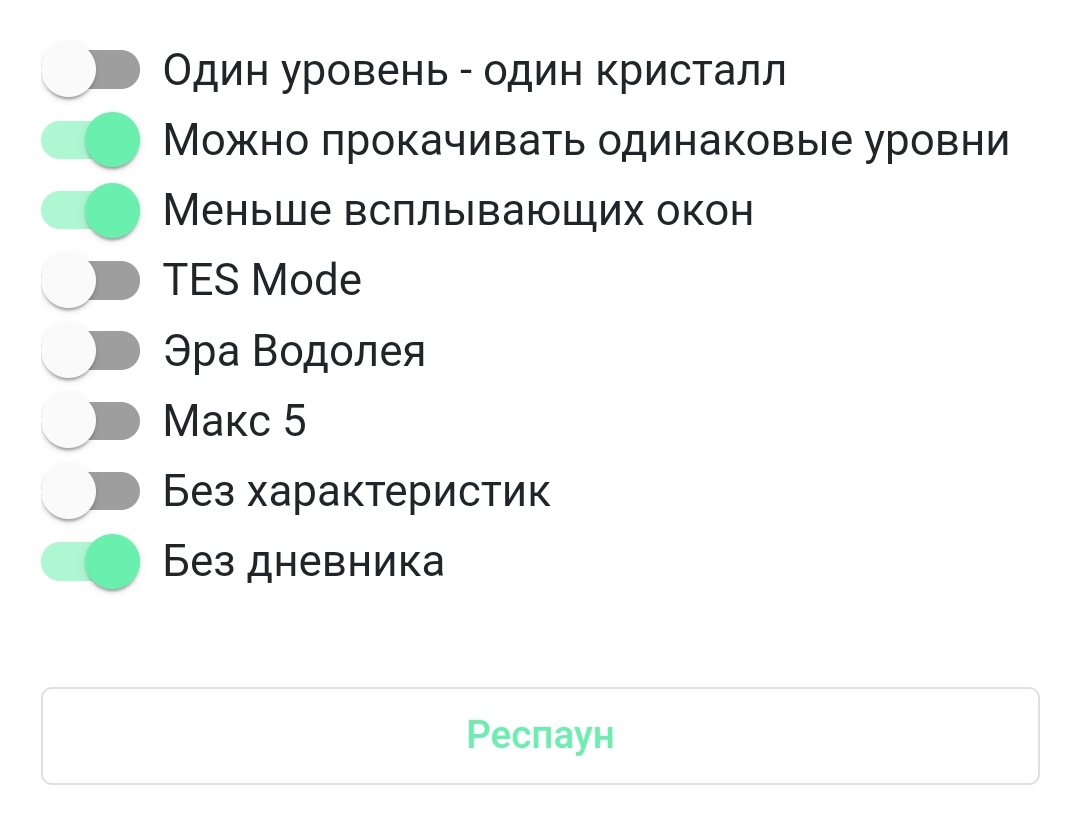 Один уровень - один кристалл
Можно прокачивать одинаковые уровни
Меньше всплывающих окон
TES Mode
Эра Водолея
Макс 5
Без характеристик
Без дневника
Респаун